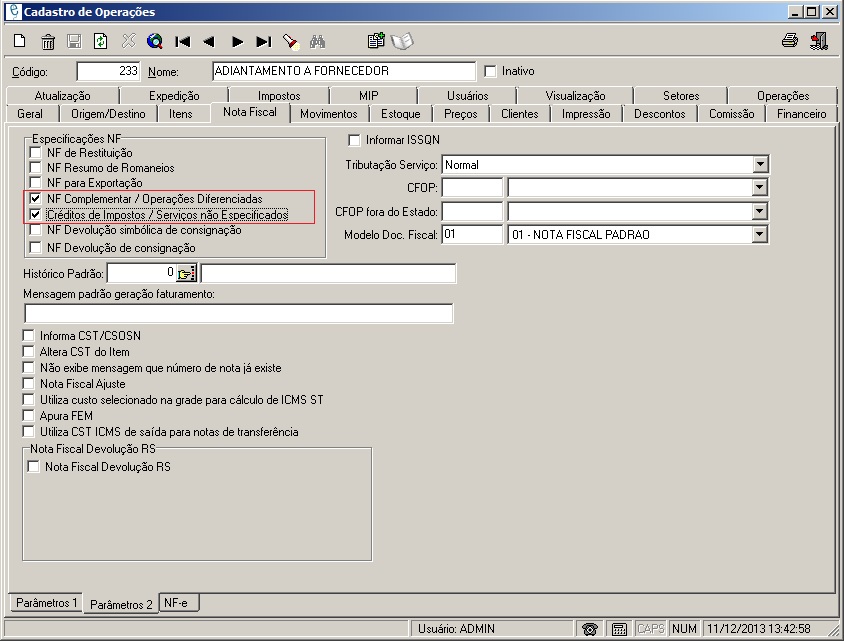 Cadastro de Operações
Código: 233 Nome: ADIANTAMENTO A FORNECEDOR Inativo
Atualização Expedição Impostos MIP Usuários Visualização Setores Operações
Geral Origem/Destino Itens Nota Fiscal Movimentos Estoque Preços Clientes Impressão Descontos Comissão Financeiro
Especificações NF
NF de Restituição
NF Resumo de Romaneios
NF para Exportação
NF Complementar / Operações Diferenciadas
Créditos de Impostos / Serviços não Especificados
NF Devolução simbólica de consignação
NF Devolução de consignação
Informar ISSQN
Tributação Serviço: Normal
CFOP:
CFOP fora do Estado:
Modelo Doc. Fiscal: 01 01 - NOTA FISCAL PADRAO
Histórico Padrão: 0
Mensagem padrão geração faturamento:
Informa CST/CSOSN
Altera CST do Item
Não exibe mensagem que número de nota já existe
Nota Fiscal Ajuste
Utiliza custo selecionado na grade para cálculo de ICMS ST
Apura FEM
Utiliza CST ICMS de saída para notas de transferência
Nota Fiscal Devolução RS
Nota Fiscal Devolução RS
Parâmetros 1 Parâmetros 2 NF-e
Usuário: ADMIN CAPS NUM 11/12/2013 13:42:58